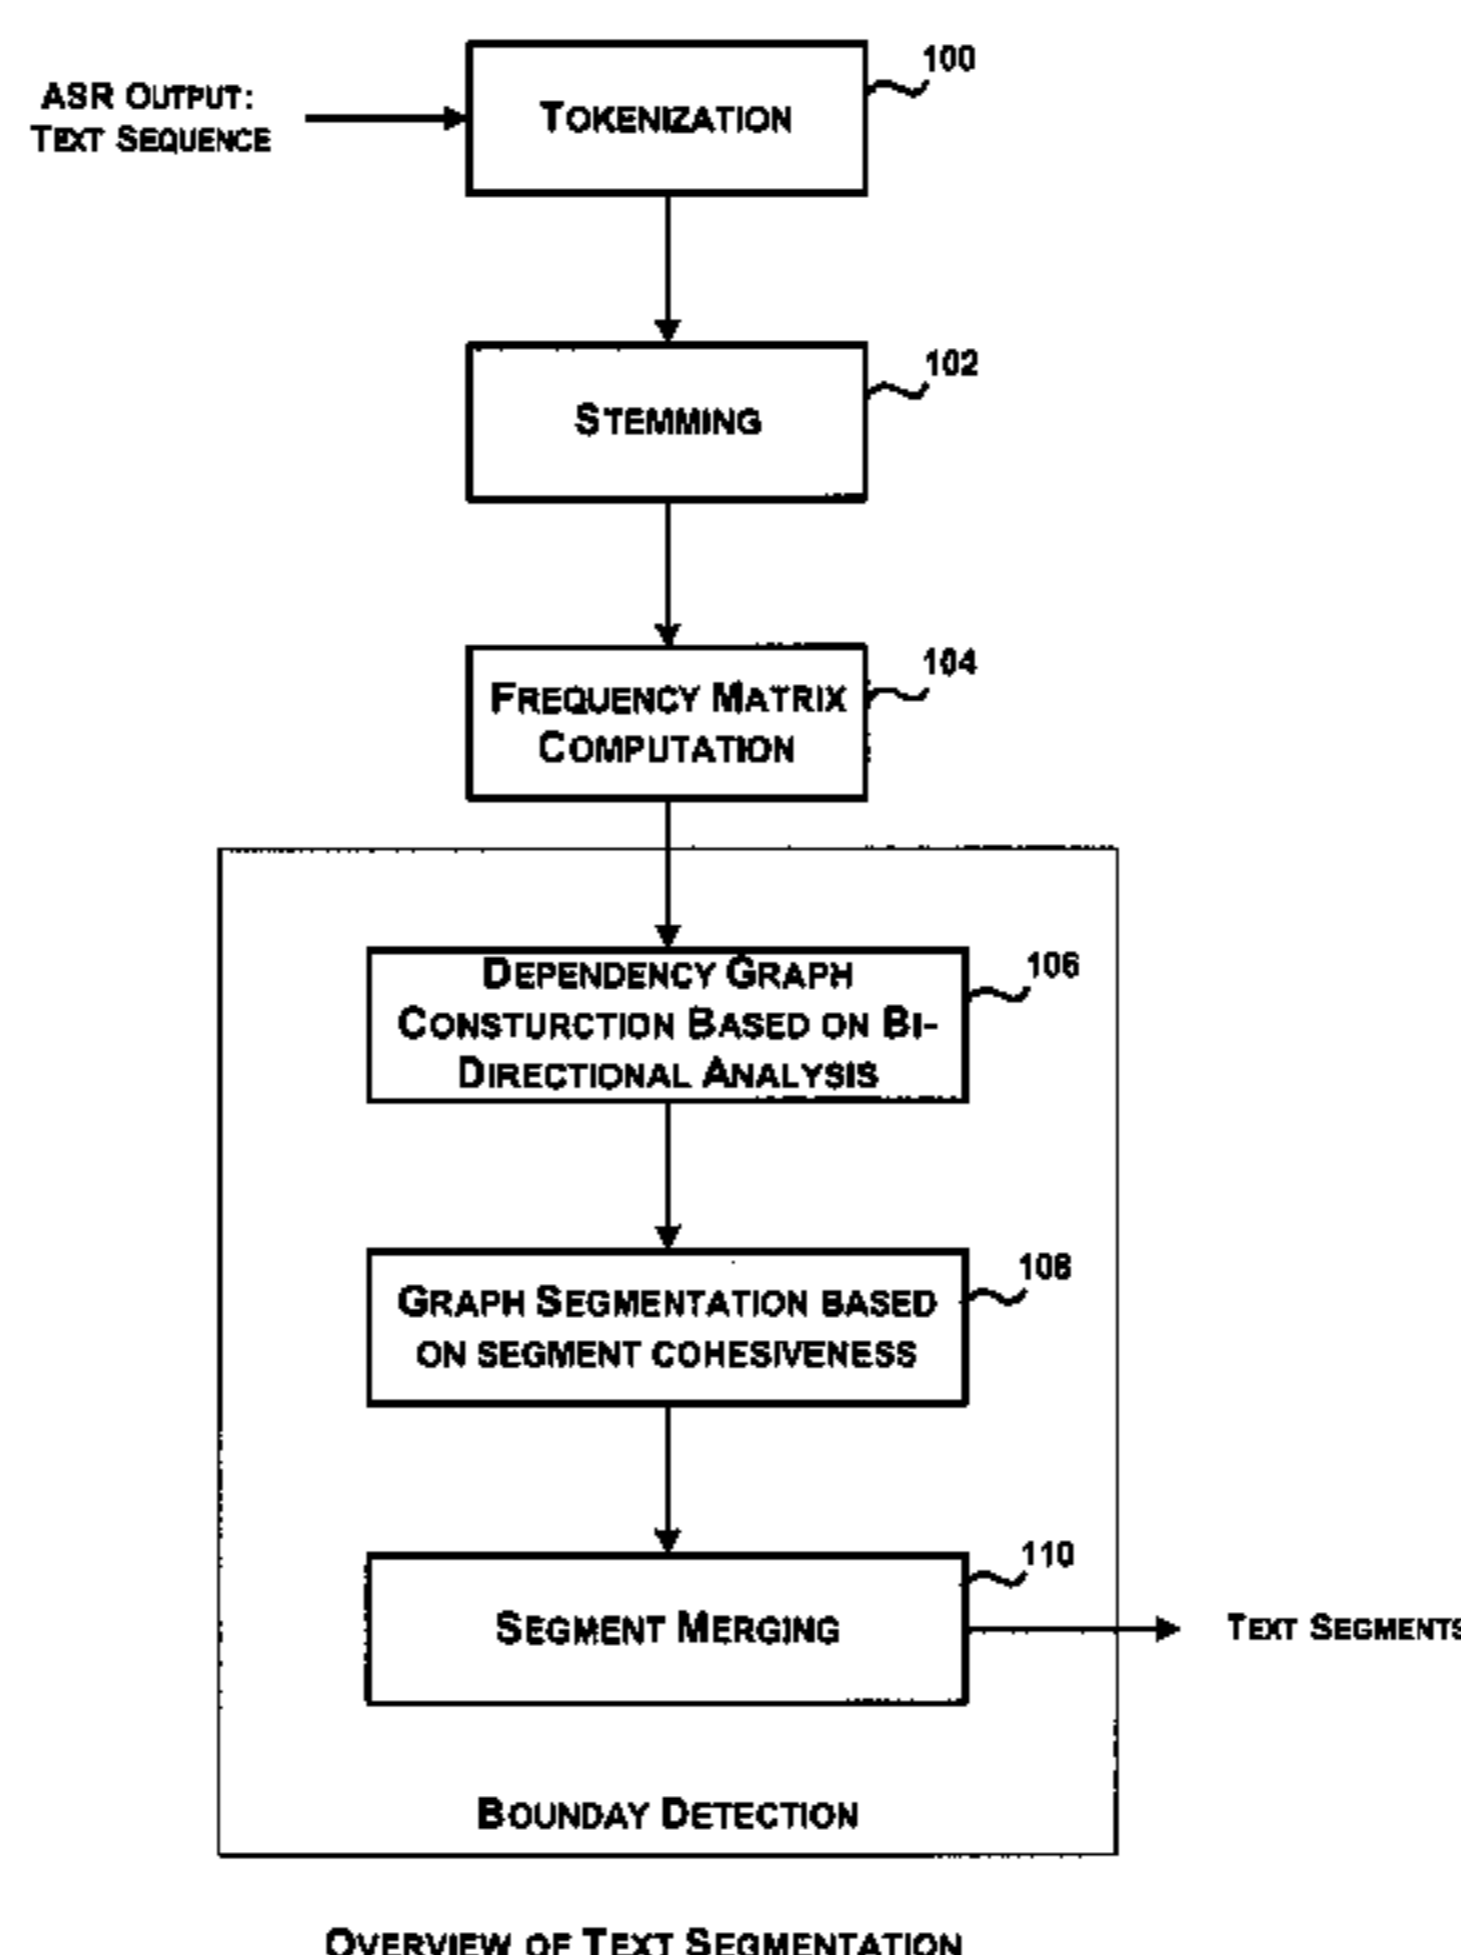 100
ASR OUTPUT:
TEXT SEQUENCE
TOKENIZATION
102
STEMMING
104
FREQUENCY MATRIX
COMPUTATION
106
DEPENDENCY GRAPH
CONSTURCTION BASED ON BI-
DIRECTIONAL ANALYSIS
108
GRAPH SEGMENTATION BASED
ON SEGMENT COHESIVENESS
110
SEGMENT MERGING
TEXT SEGMENTS
BOUNDAY DETECTION
OVERVIEW OF TEXT SEGMENTATION